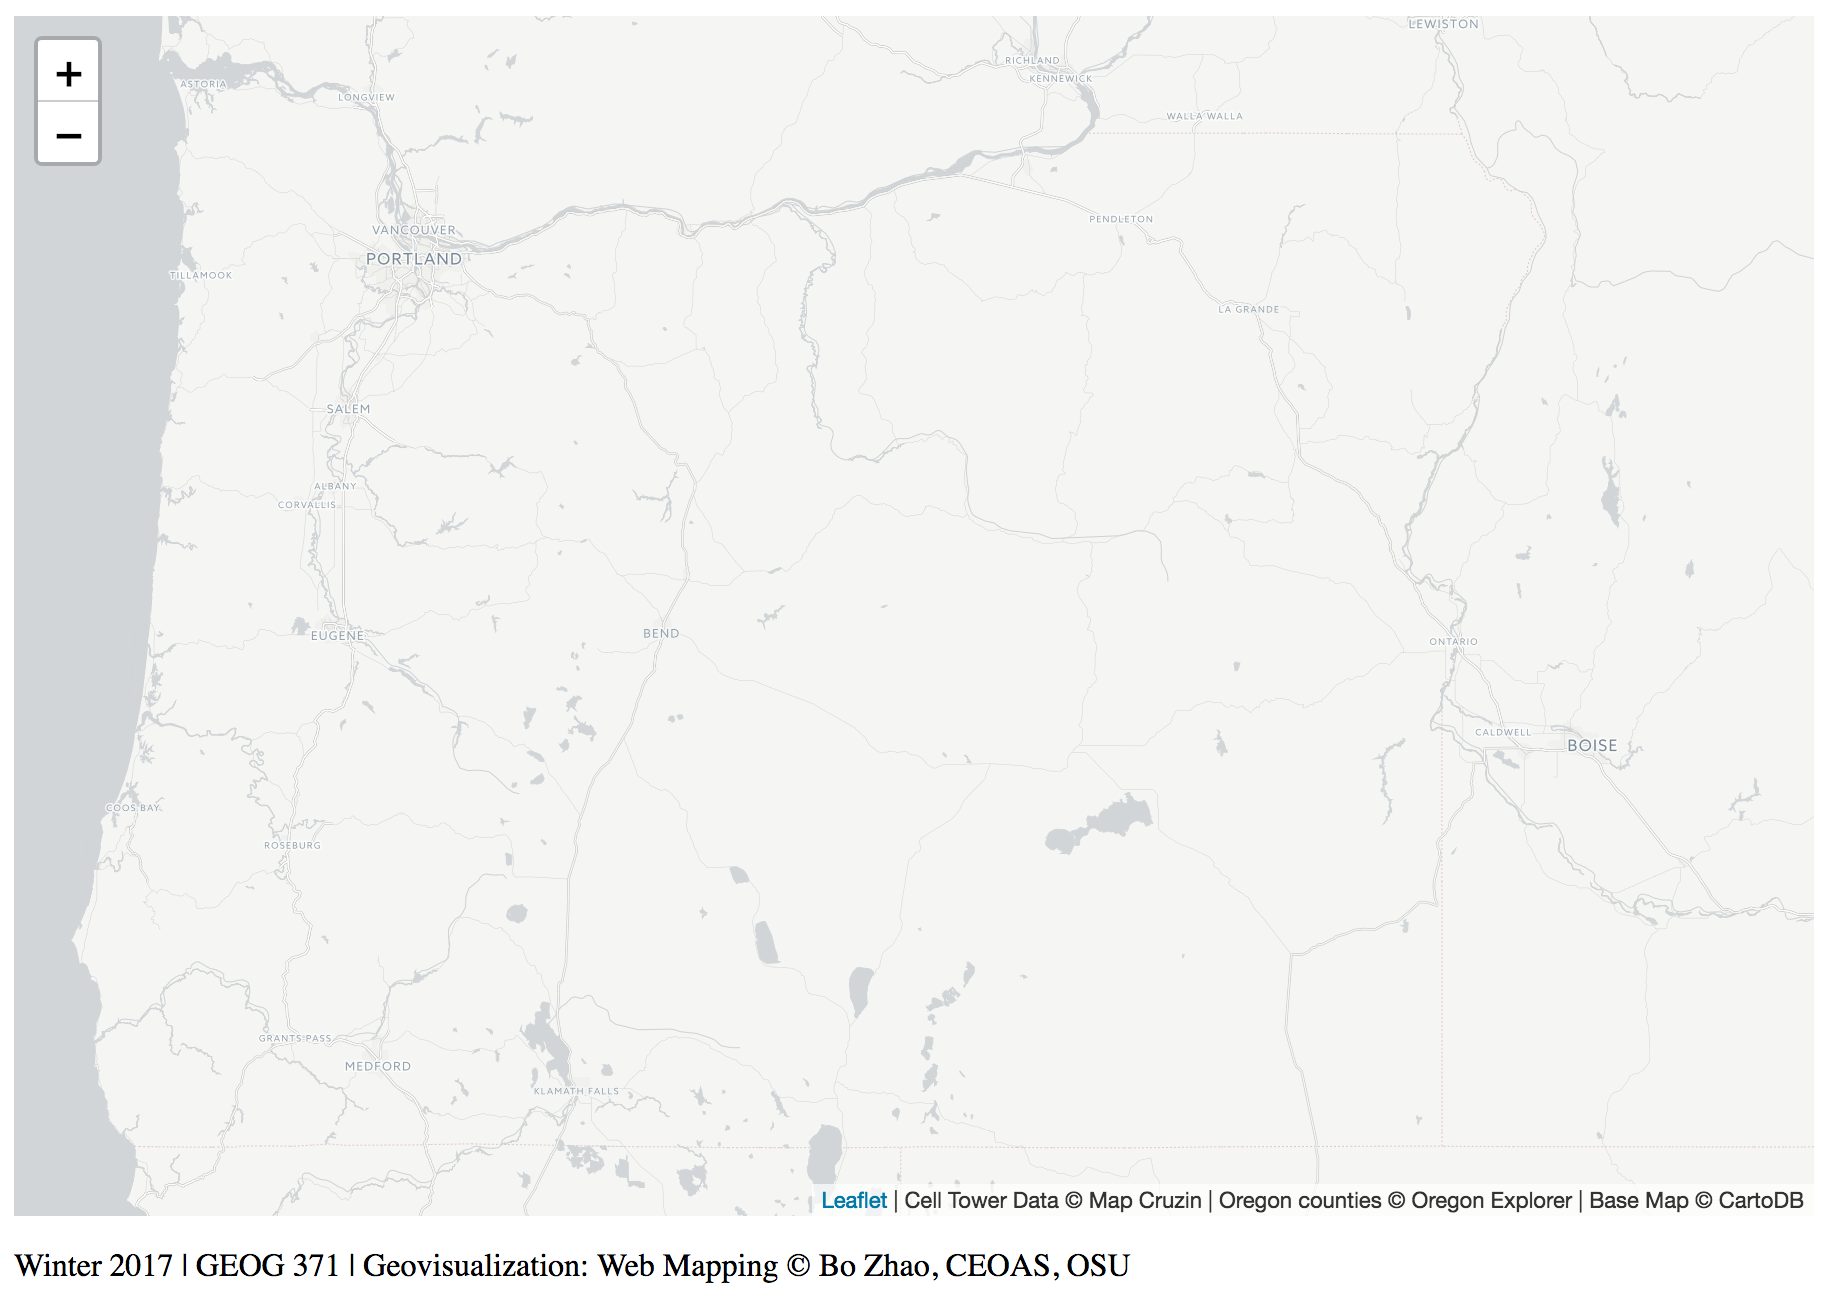 LEWISTON
+
RICHLAND
KENNEWICK
ASTORIA
LONGVIEW
WALLA WALLA
−
PENDLETON
VANCOUVER
PORTLAND
TILLAMOOK
LA GRANDE
SALEM
ALBANY
CORVALLIS
BEND
EUGENE
ONTARIO
CALDWELL
BOISE
COOS BAY
ROSEBURG
GRANTS PASS
MEDFORD
KLAMATH FALLS
Leaflet | Cell Tower Data © Map Cruzin | Oregon counties © Oregon Explorer | Base Map © CartoDB
Winter 2017 | GEOG 371 | Geovisualization: Web Mapping © Bo Zhao, CEOAS, OSU